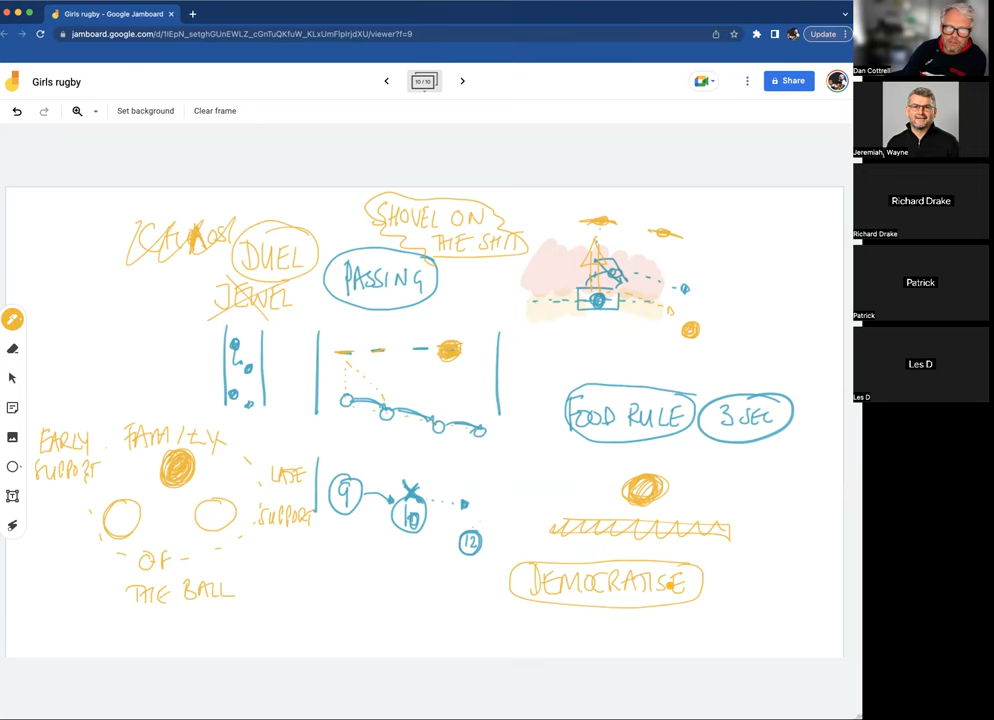 Girls rugby - Google Jamboard
jamboard.google.com/d/1IEpN_setghGUnEWLZ_cGnTuQKfuW_KLxUmFlpIrjdXU/viewer?f=9
Update
Girls rugby
10 / 10
Share
Set background
Clear frame
DUEL
JEWEL
SHOVEL ON
THE SHIT
PASSING
FOOD RULE
3 SEC
EARLY
SUPPORT
FAMILY
OF
THE BALL
LATE
SUPPORT
9
10
12
DEMOCRATISE
Dan Cottrell
Jeremiah, Wayne
Richard Drake
Richard Drake
Patrick
Patrick
Les D
Les D